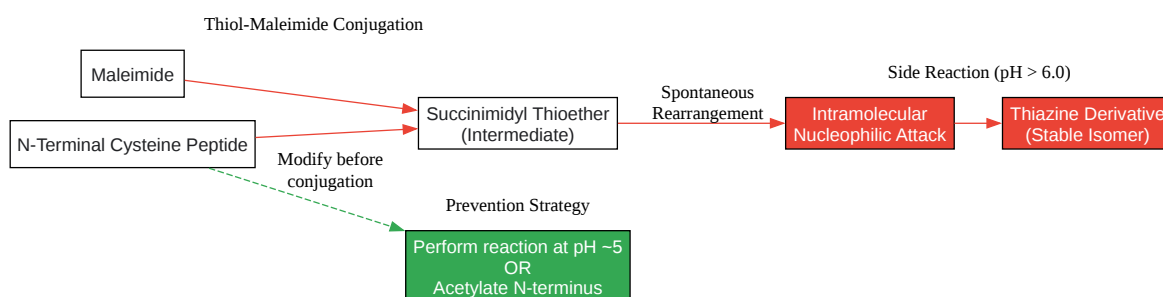 Thiol-Maleimide Conjugation
Maleimide
N-Terminal Cysteine Peptide
Succinimidyl Thioether
(Intermediate)
Spontaneous
Rearrangement
Side Reaction (pH > 6.0)
Intramolecular
Nucleophilic Attack
Thiazine Derivative
(Stable Isomer)
Modify before
conjugation
Prevention Strategy
Perform reaction at pH ~5
OR
Acetylate N-terminus